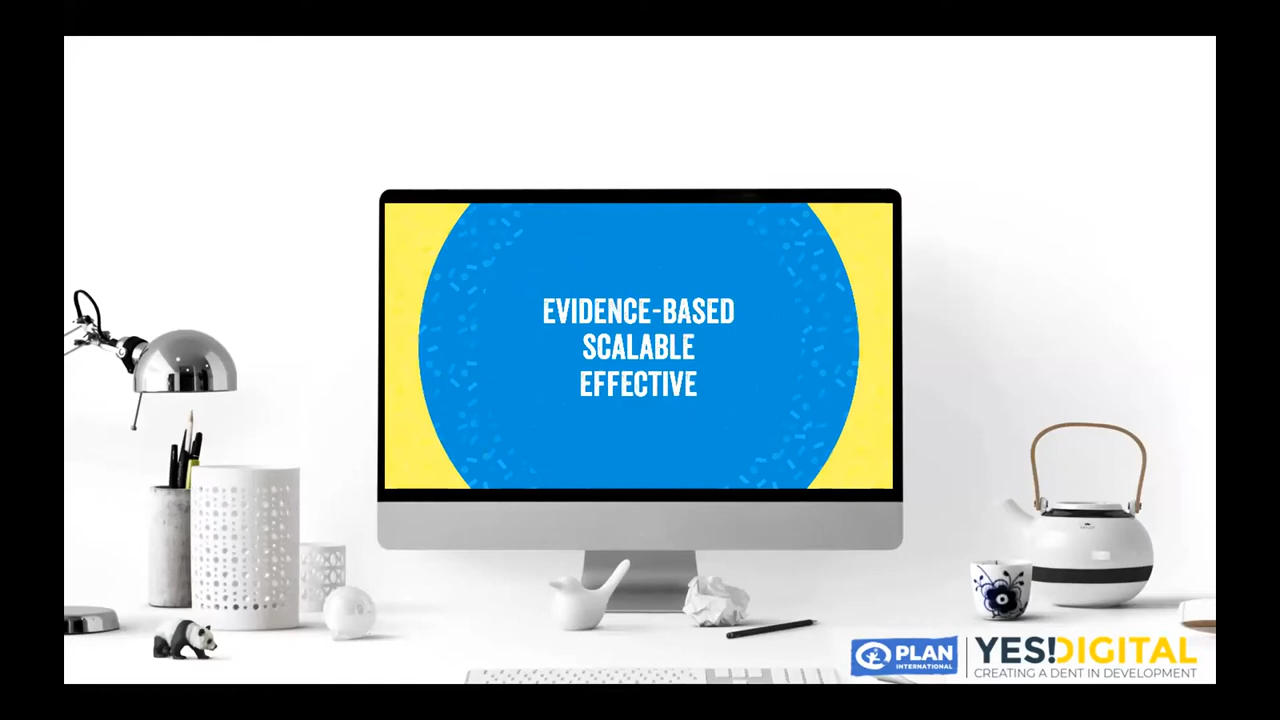 EVIDENCE-BASED
SCALABLE
EFFECTIVE
PLAN
INTERNATIONAL
YES!DIGITAL
CREATING A DENT IN DEVELOPMENT